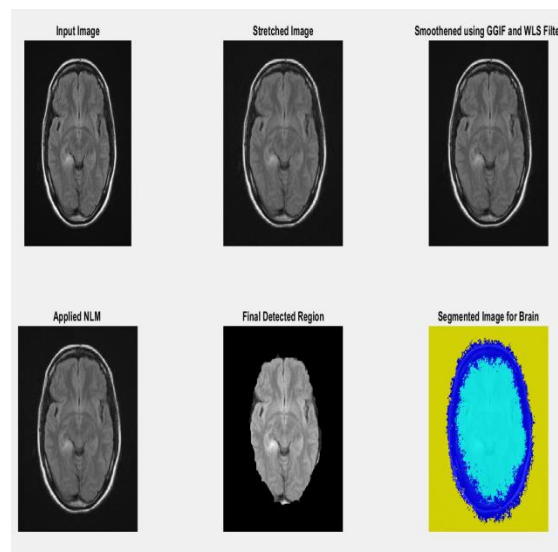 Input Image
Stretched Image
Smoothened using GGIF and WLS Filte
Applied NLM
Final Detected Region
Segmented Image for Brain